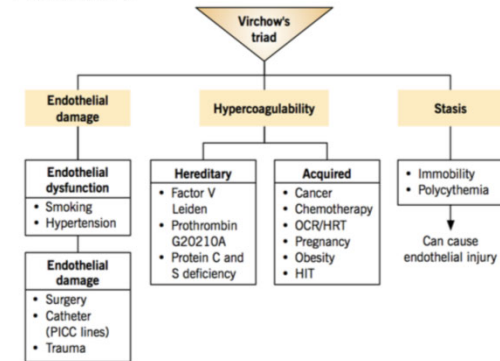 Virchow's
triad
Endothelial
damage
Hypercoagulability
Stasis
Endothelial
dysfunction
• Smoking
• Hypertension
Endothelial
damage
• Surgery
• Catheter
(PICC lines)
• Trauma
Hereditary
• Factor V
Leiden
• Prothrombin
G20210A
• Protein C and
S deficiency
Acquired
• Cancer
• Chemotherapy
• OCR/HRT
• Pregnancy
• Obesity
• HIT
• Immobility
• Polycythemia
Can cause
endothelial injury